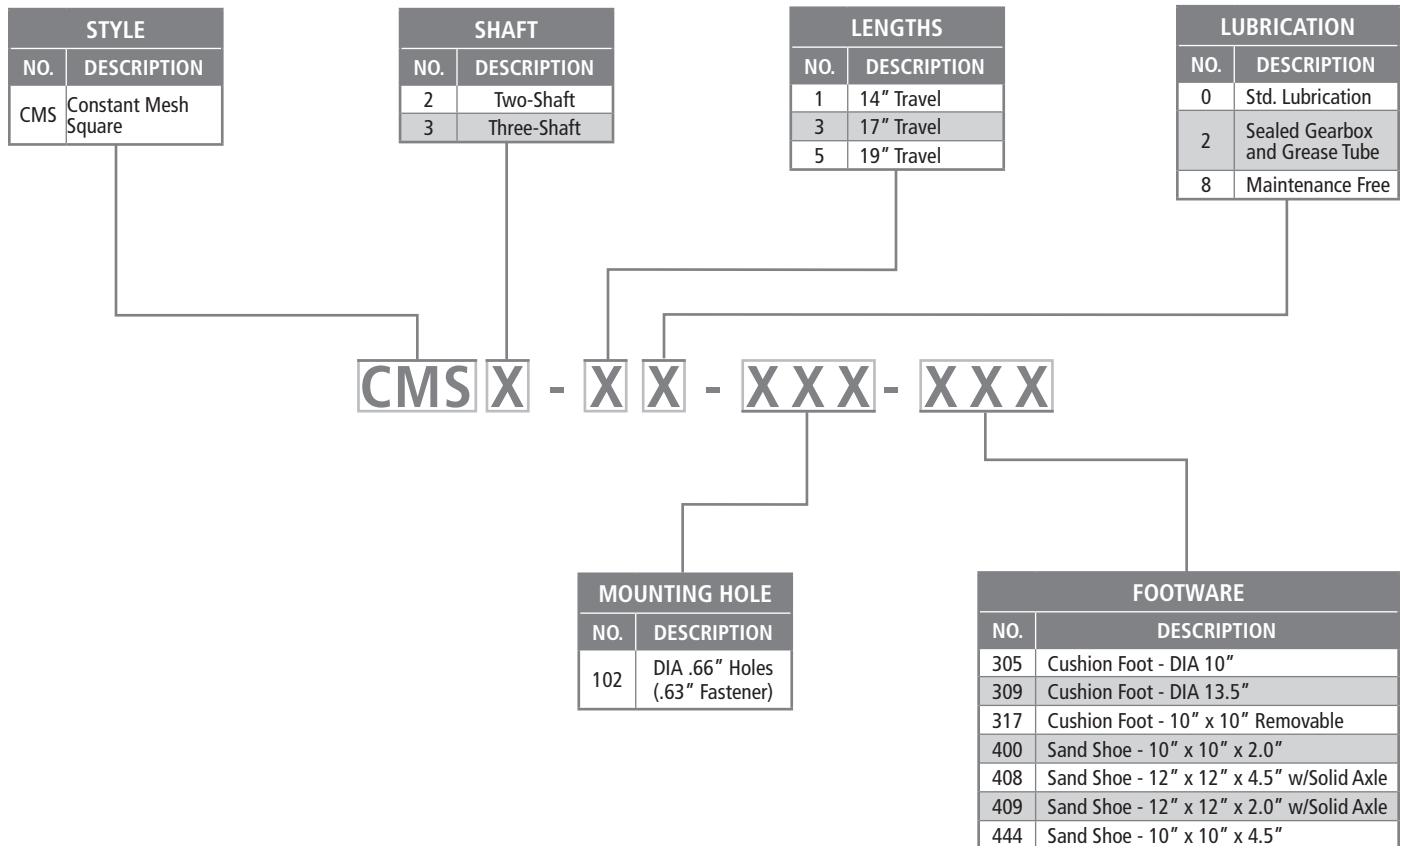 STYLE
NO. DESCRIPTION
CMS Constant Mesh
Square
SHAFT
NO. DESCRIPTION
2 Two-Shaft
3 Three-Shaft
LENGTHS
NO. DESCRIPTION
1 14″ Travel
3 17″ Travel
5 19″ Travel
LUBRICATION
NO. DESCRIPTION
0 Std. Lubrication
2 Sealed Gearbox
and Grease Tube
8 Maintenance Free
CMS X - X X - X X X - X X X
MOUNTING HOLE
NO. DESCRIPTION
102 DIA .66″ Holes
(.63″ Fastener)
FOOTWARE
NO. DESCRIPTION
305 Cushion Foot - DIA 10″
309 Cushion Foot - DIA 13.5″
317 Cushion Foot - 10″ x 10″ Removable
400 Sand Shoe - 10″ x 10″ x 2.0″
408 Sand Shoe - 12″ x 12″ x 4.5″ w/Solid Axle
409 Sand Shoe - 12″ x 12″ x 2.0″ w/Solid Axle
444 Sand Shoe - 10″ x 10″ x 4.5″